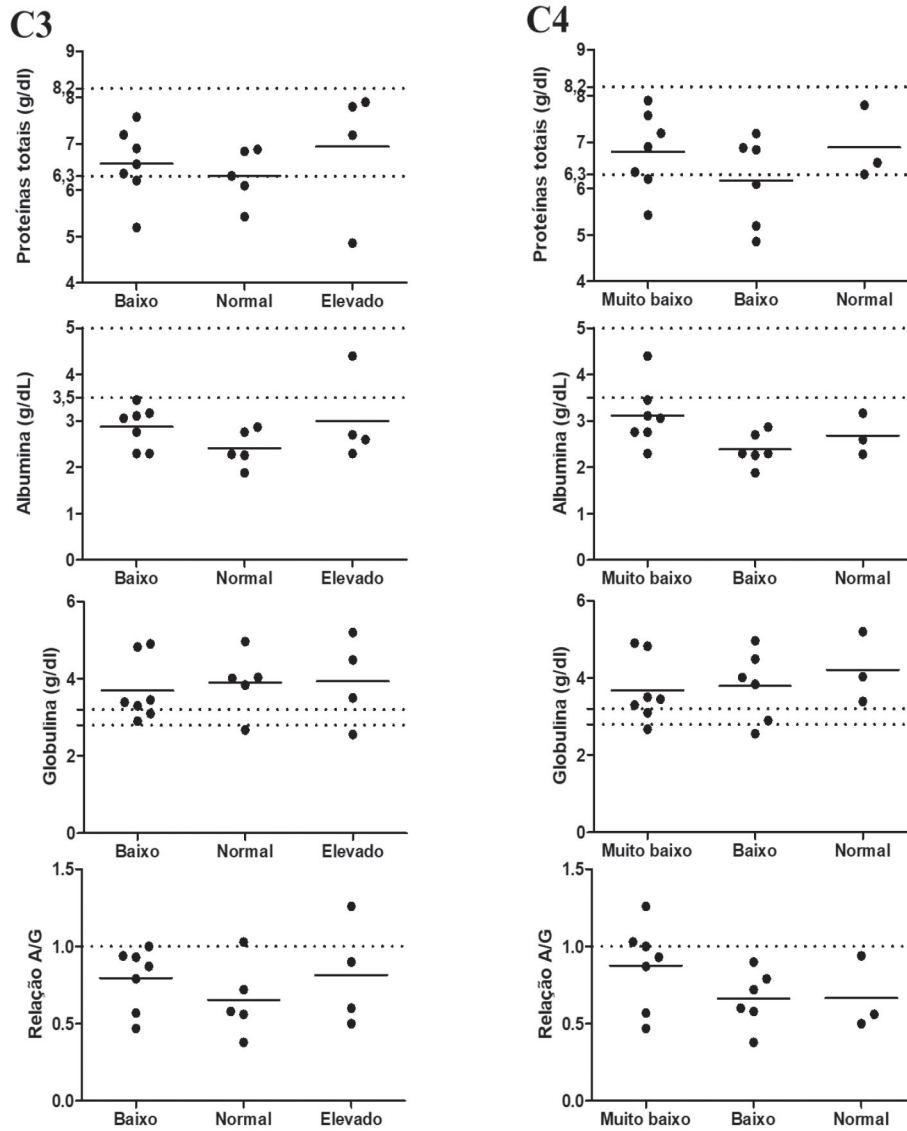 C3
Proteínas totais (g/dl)
9
8,2
8
7
6,3
6
5
4
Baixo Normal Elevado
Albumina (g/dL)
5
4
3,5
3
2
1
0
Baixo Normal Elevado
Globulina (g/dl)
6
4
2
0
Baixo Normal Elevado
Relação A/G
1.5
1.0
0.5
0.0
Baixo Normal Elevado
C4
Proteínas totais (g/dl)
9
8,2
8
7
6,3
6
5
4
Muito baixo Baixo Normal
Albumina (g/dL)
5
4
3,5
3
2
1
0
Muito baixo Baixo Normal
Globulina (g/dl)
6
4
2
0
Muito baixo Baixo Normal
Relação A/G
1.5
1.0
0.5
0.0
Muito baixo Baixo Normal